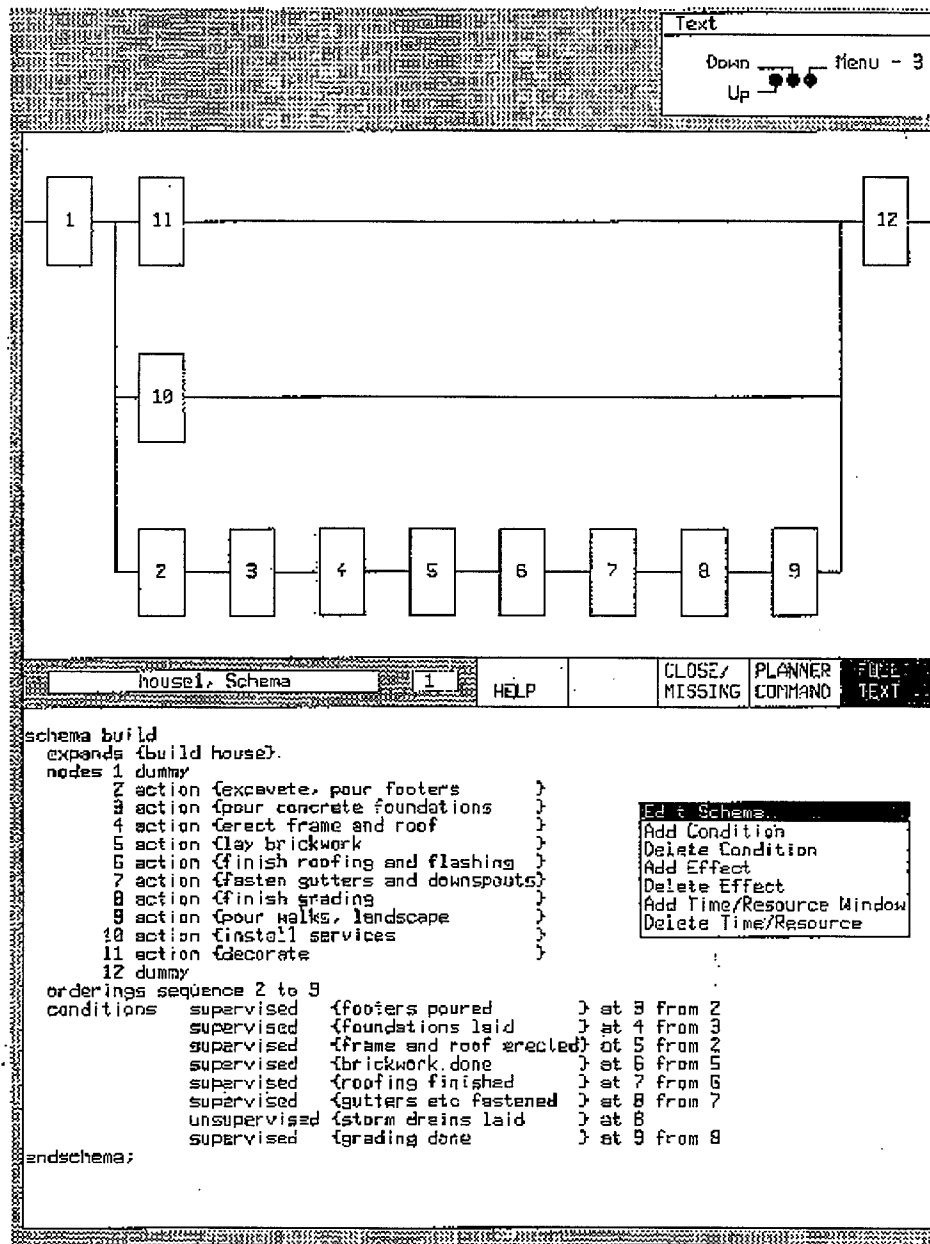 Text
Down Menu - 3
Up
1 11 12
10
2 3 4 5 6 7 8 9
house1, Schema 1 HELP CLOSE/ MISSING PLANNER COMMAND FULL TEXT
schema build
expands {build house}.
nodes 1 dummy
2 action {excavete, pour footers }
3 action {pour concrete foundations }
4 action {erect frame and roof }
5 action {lay brickwork }
6 action {finish roofing and flashing }
7 action {fasten gutters and downspouts}
8 action {finish grading }
9 action {pour walks, landscape }
10 action {install services }
11 action {decorate }
12 dummy
orderings sequence 2 to 9
conditions supervised {footers poured } at 3 from 2
supervised {foundations laid } at 4 from 3
supervised {frame and roof erected} at 5 from 2
supervised {brickwork done } at 6 from 5
supervised {roofing finished } at 7 from 6
supervised {gutters etc fastened } at 8 from 7
unsupervised {storm drains laid } at 8
supervised {grading done } at 9 from 8
endschema;
Edit Schema
Add Condition
Delete Condition
Add Effect
Delete Effect
Add Time/Resource Window
Delete Time/Resource